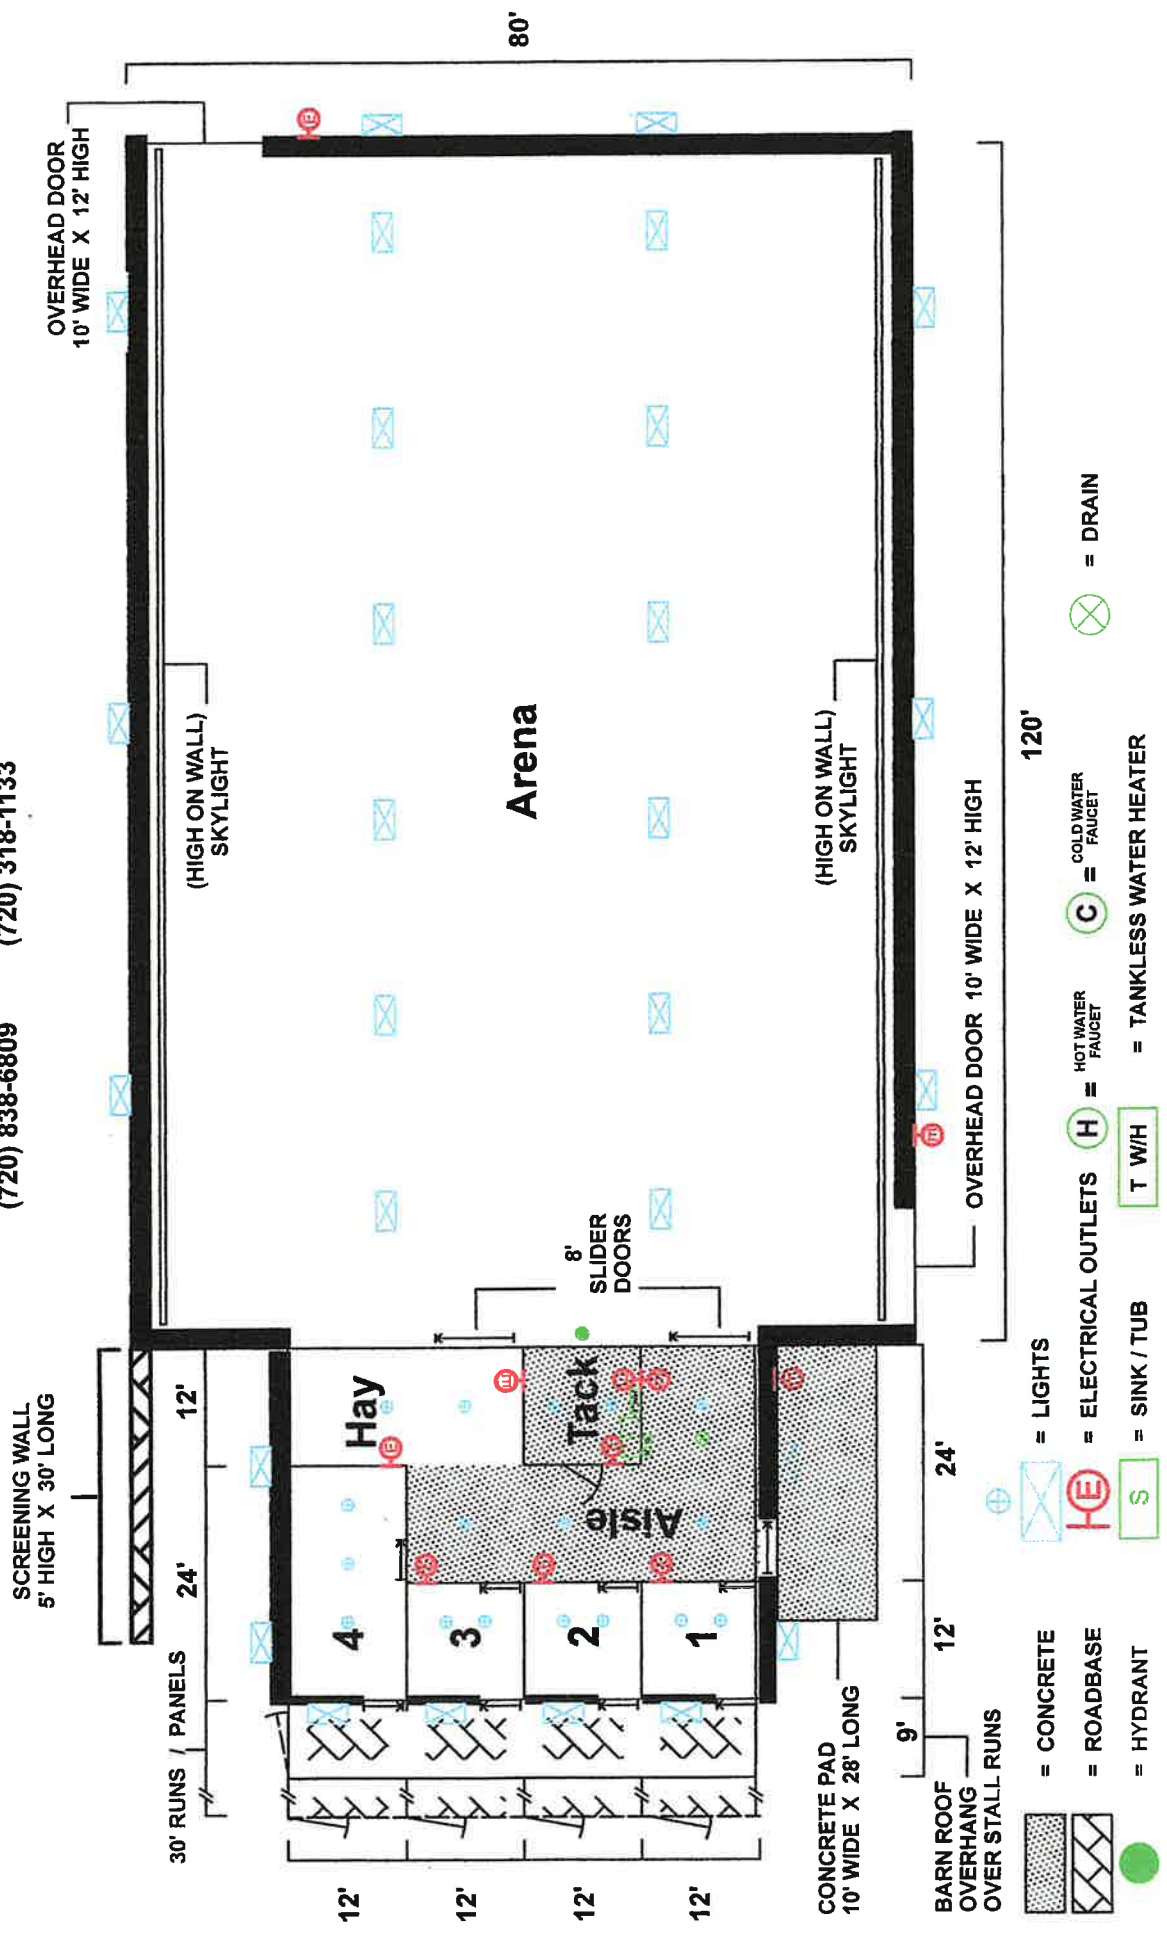 (720) 838-6809 (720) 318-1133
SCREENING WALL
5' HIGH X 30' LONG
OVERHEAD DOOR
10' WIDE X 12' HIGH
80'
30' RUNS / PANELS
24'
12'
(HIGH ON WALL)
SKYLIGHT
12'
12'
12'
12'
4
3
2
1
Hay
Tack
Aisle
8'
SLIDER
DOORS
Arena
(HIGH ON WALL)
SKYLIGHT
E
E
E
E
CONCRETE PAD
10' WIDE X 28' LONG
9'
12'
24'
BARN ROOF
OVERHANG
OVER STALL RUNS
OVERHEAD DOOR 10' WIDE X 12' HIGH
120'
= CONCRETE
= LIGHTS
= ROADBASE
E = ELECTRICAL OUTLETS
H = HOT WATER
FAUCET
C = COLD WATER
FAUCET
= DRAIN
= HYDRANT
S = SINK / TUB
T W/H = TANKLESS WATER HEATER